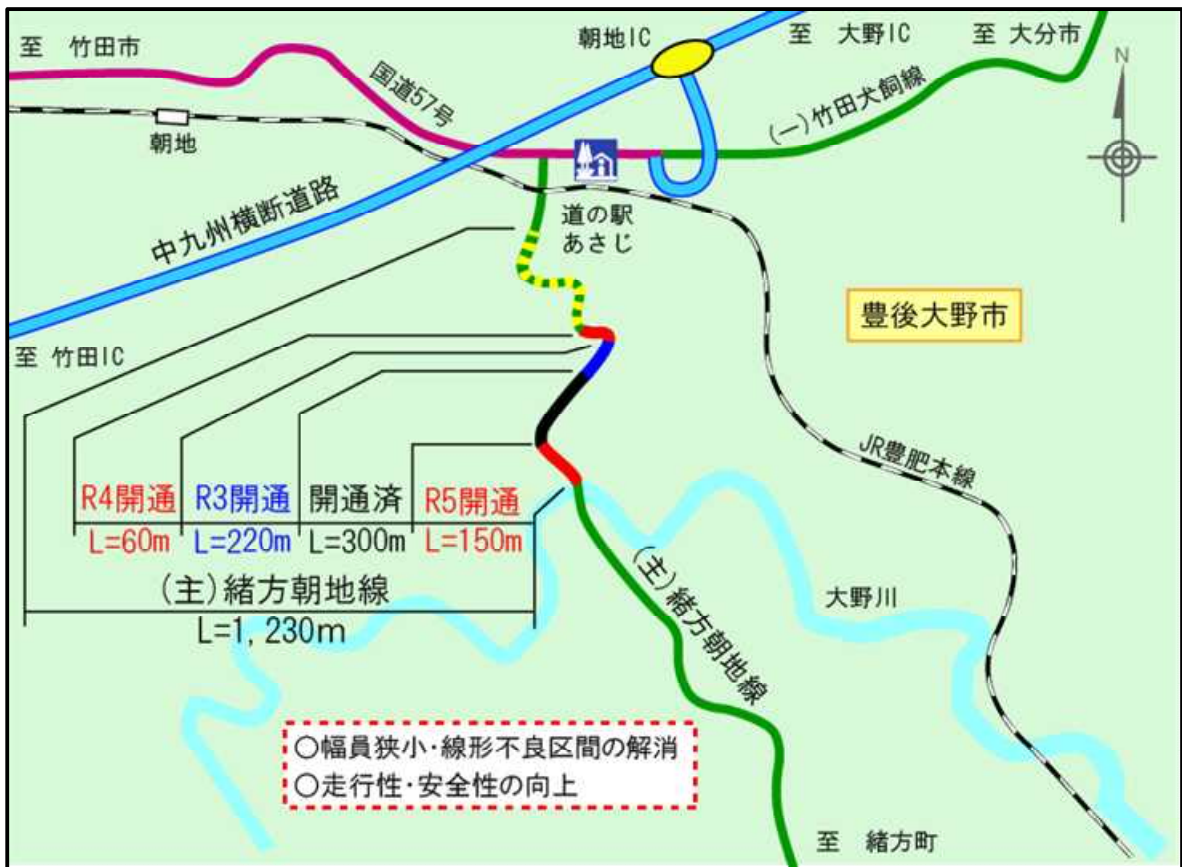 至 竹田市
朝地IC
至 大野IC
至 大分市
N
国道57号
(一)竹田犬飼線
朝地
中九州横断道路
道の駅
あさじ
豊後大野市
至 竹田IC
JR豊肥本線
R4開通
R3開通
開通済
R5開通
L=60m
L=220m
L=300m
L=150m
(主)緒方朝地線
L=1,230m
(主)緒方朝地線
大野川
○幅員狭小・線形不良区間の解消
○走行性・安全性の向上
至 緒方町